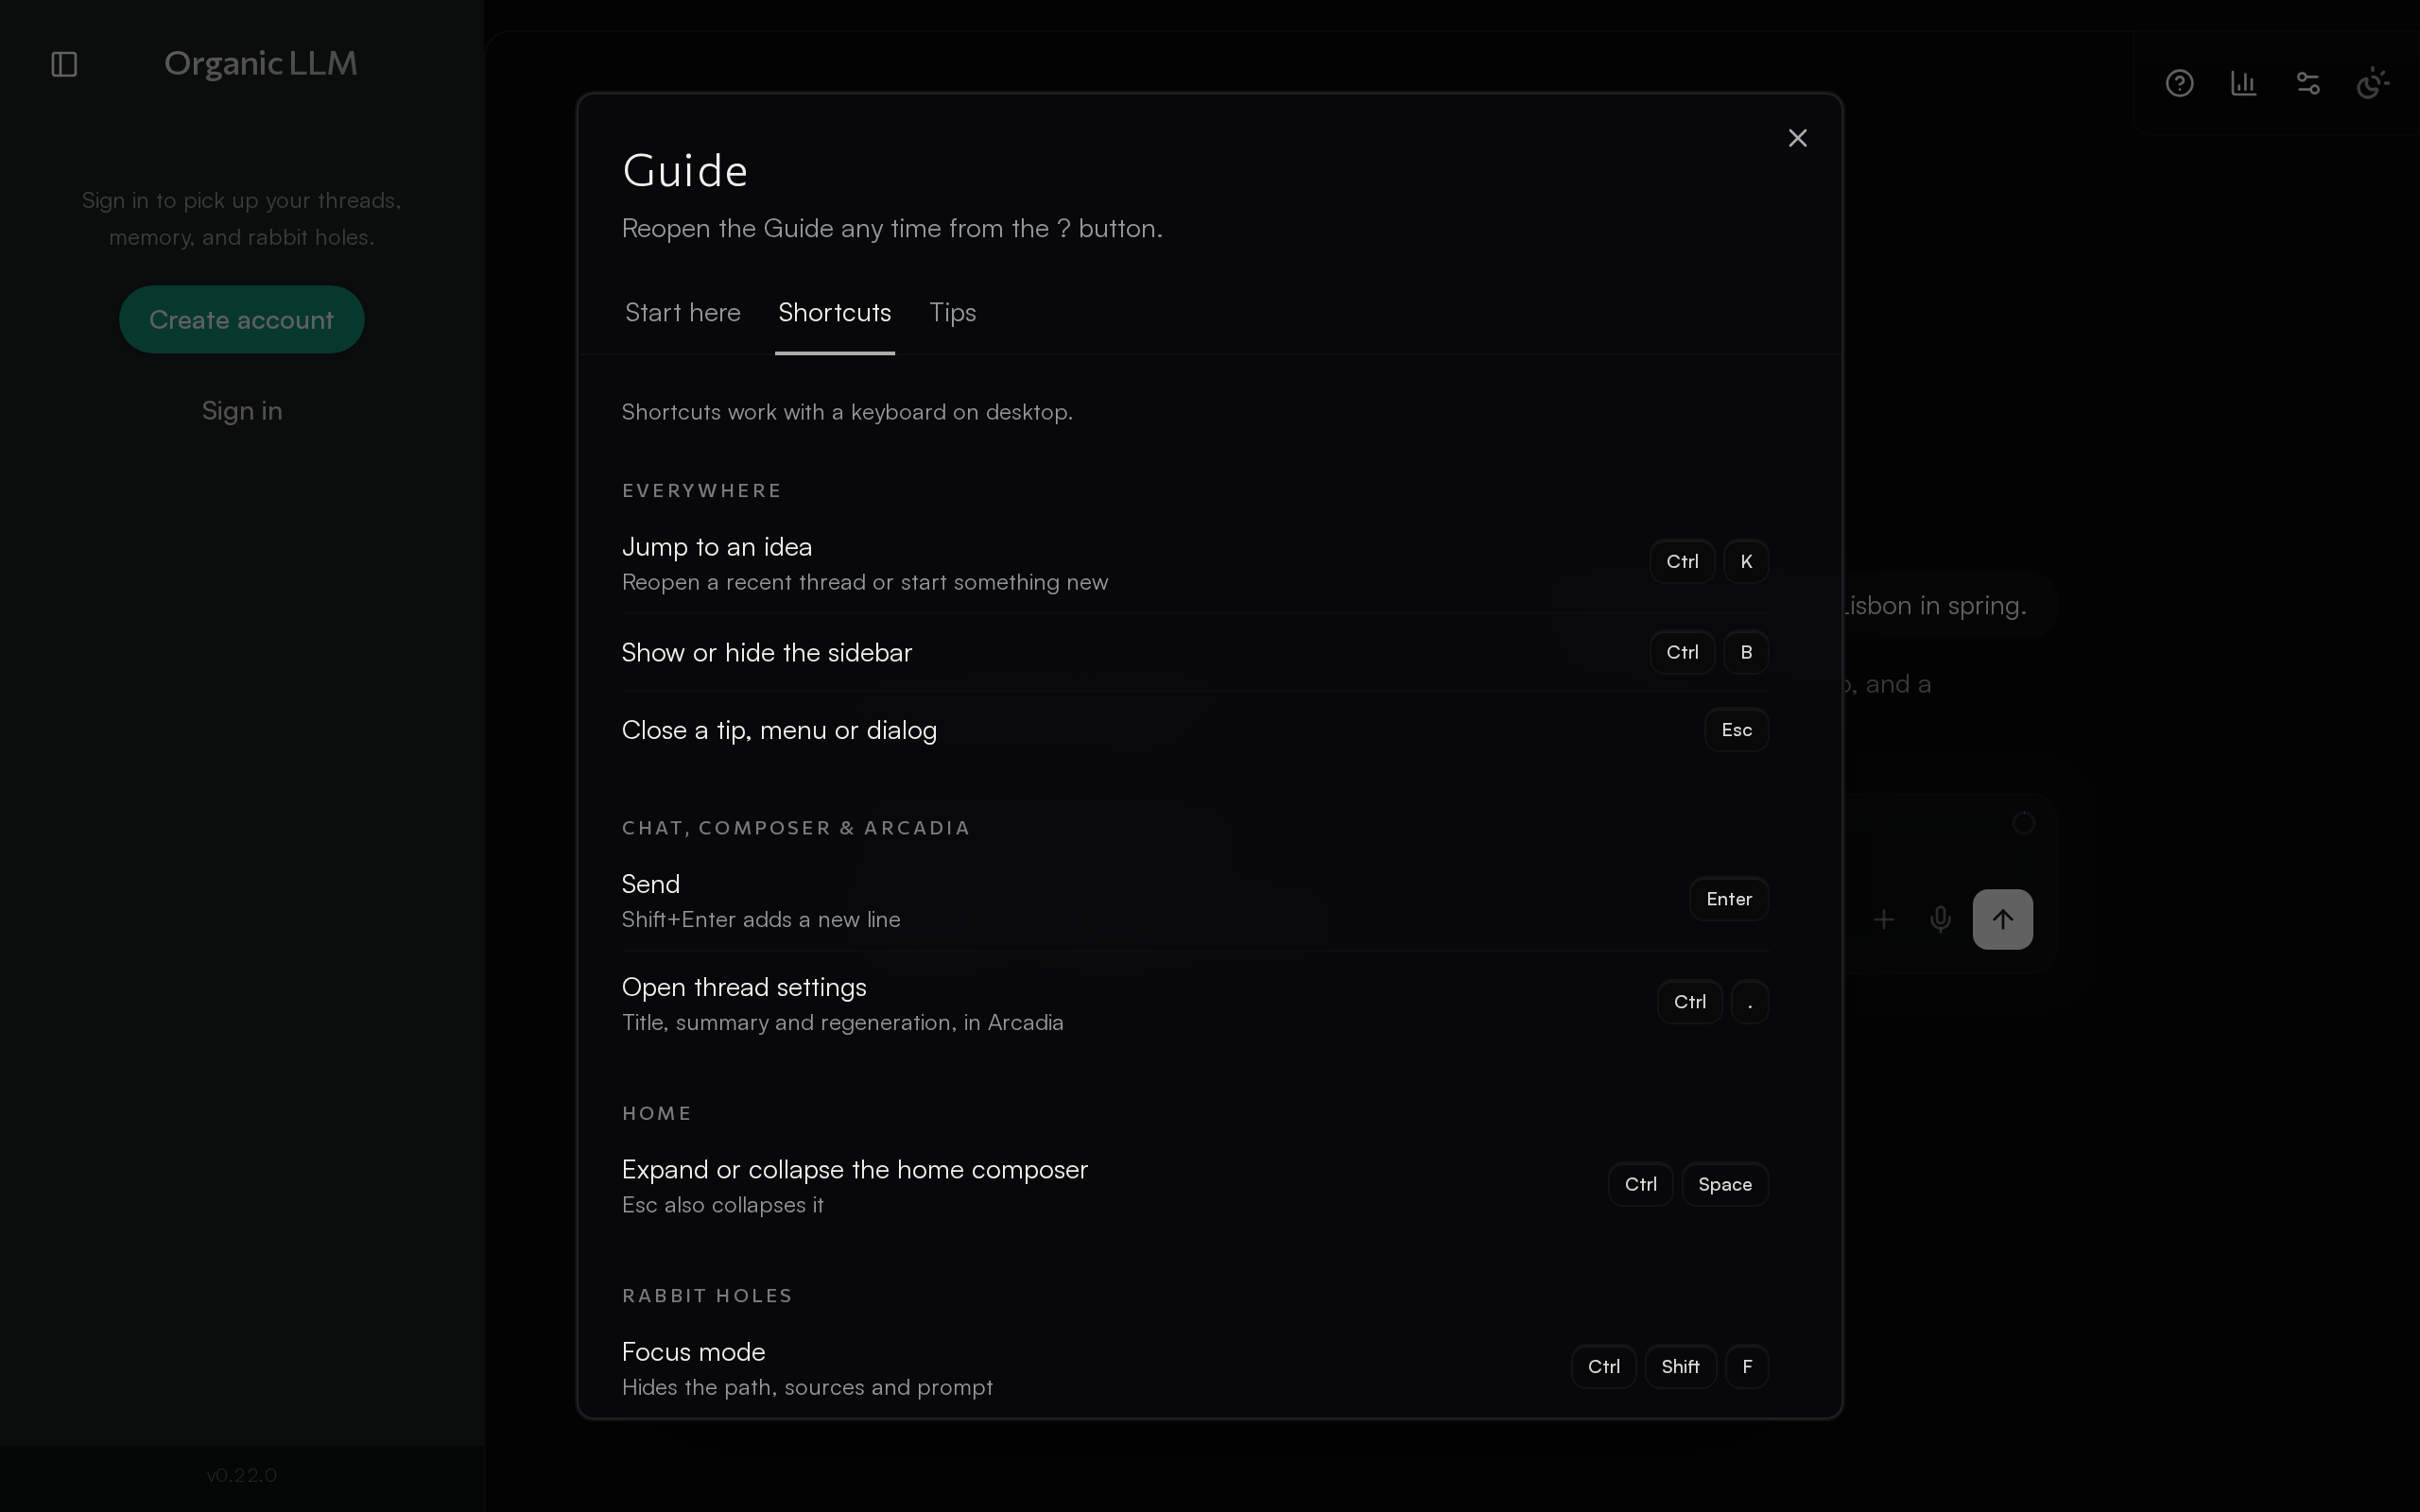 Organic LLM
Sign in to pick up your threads,
memory, and rabbit holes.
Create account
Sign in
v0.22.0
Guide
Reopen the Guide any time from the ? button.
Start here
Shortcuts
Tips
Shortcuts work with a keyboard on desktop.
EVERYWHERE
Jump to an idea
Ctrl K
Reopen a recent thread or start something new
Show or hide the sidebar
Ctrl B
Close a tip, menu or dialog
Esc
CHAT, COMPOSER & ARCADIA
Send
Enter
Shift+Enter adds a new line
Open thread settings
Ctrl .
Title, summary and regeneration, in Arcadia
HOME
Expand or collapse the home composer
Ctrl Space
Esc also collapses it
RABBIT HOLES
Focus mode
Ctrl Shift F
Hides the path, sources and prompt
in spring.
and a